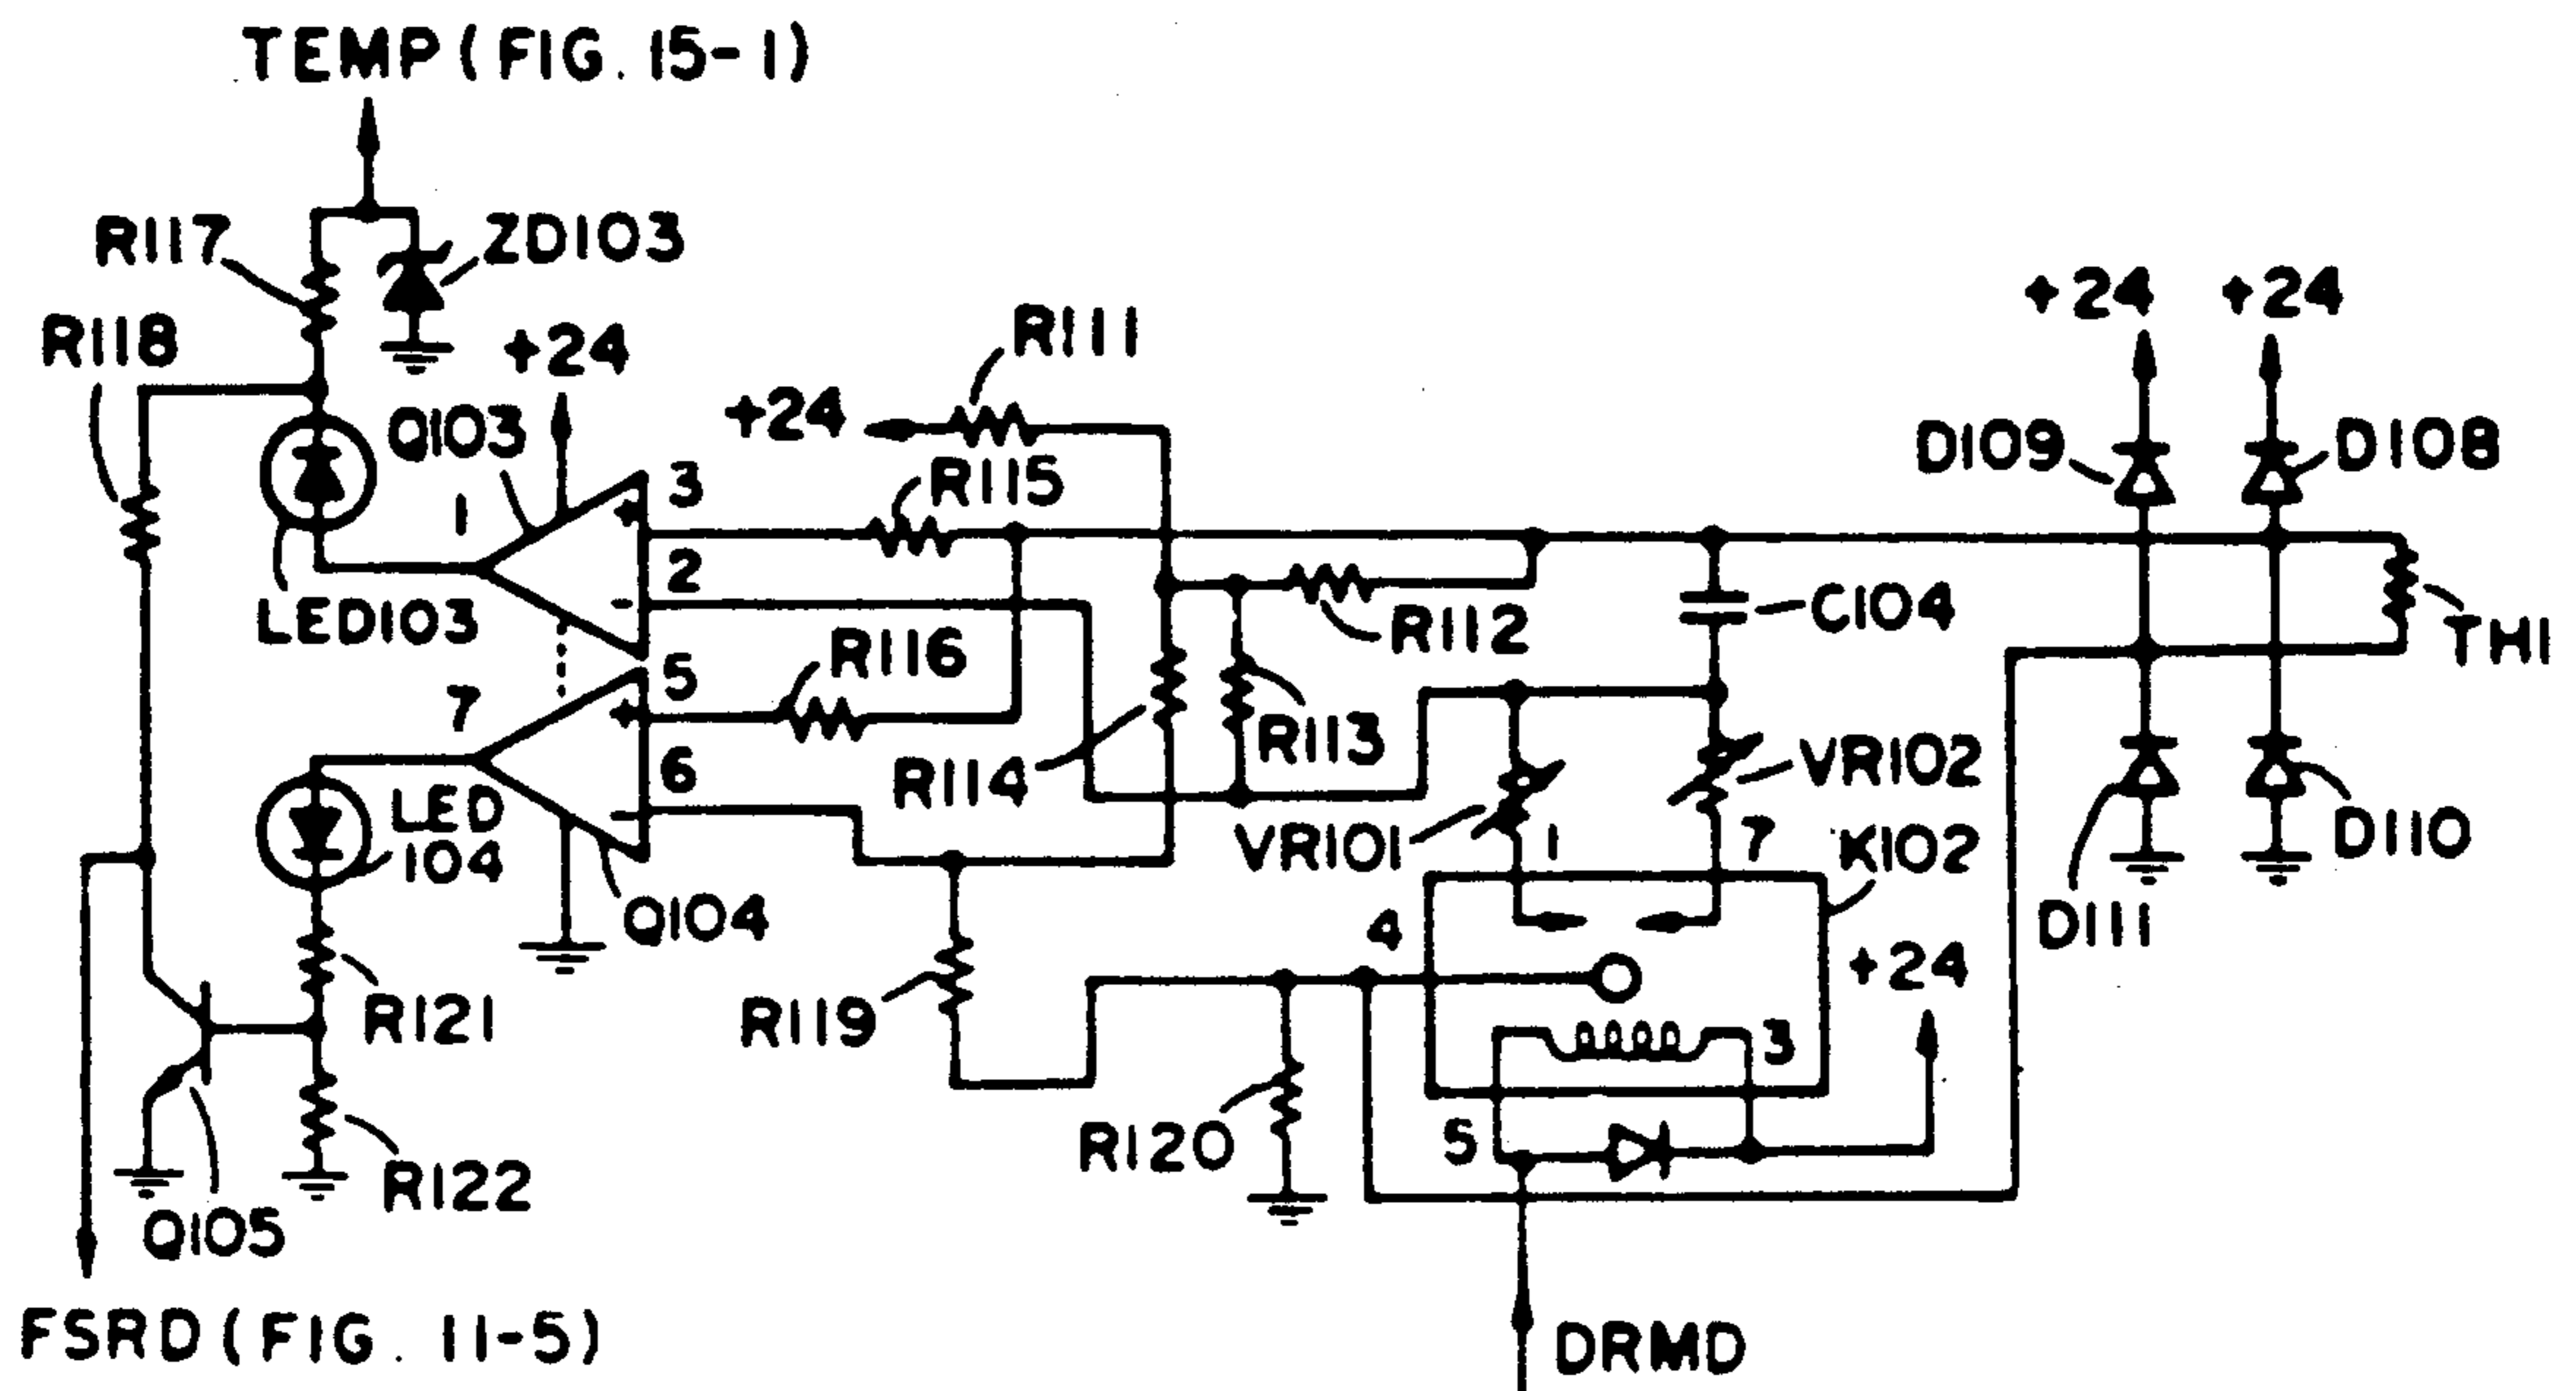 TEMP (FIG. 15-1)
R117
ZD103
R118
+24
R111
+24
+24
+24
Q103
D109
D108
1
3
+
R115
2
-
LED103
R116
R112
C104
TH1
7
5
+
R114
R113
VR102
6
-
LED
104
VR101
1
7
K102
D110
D111
Q104
4
+24
R121
R119
3
R120
5
R122
Q105
FSRD (FIG. 11-5)
DRMD